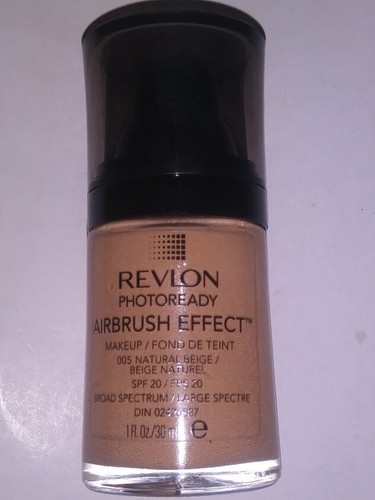 REVLON
PHOTOREADY
AIRBRUSH EFFECT™
MAKEUP / FOND DE TEINT
005 NATURAL BEIGE /
BEIGE NATUREL
SPF 20 / FPS 20
BROAD SPECTRUM / LARGE SPECTRE
DIN
1 FL Oz/30 ml e